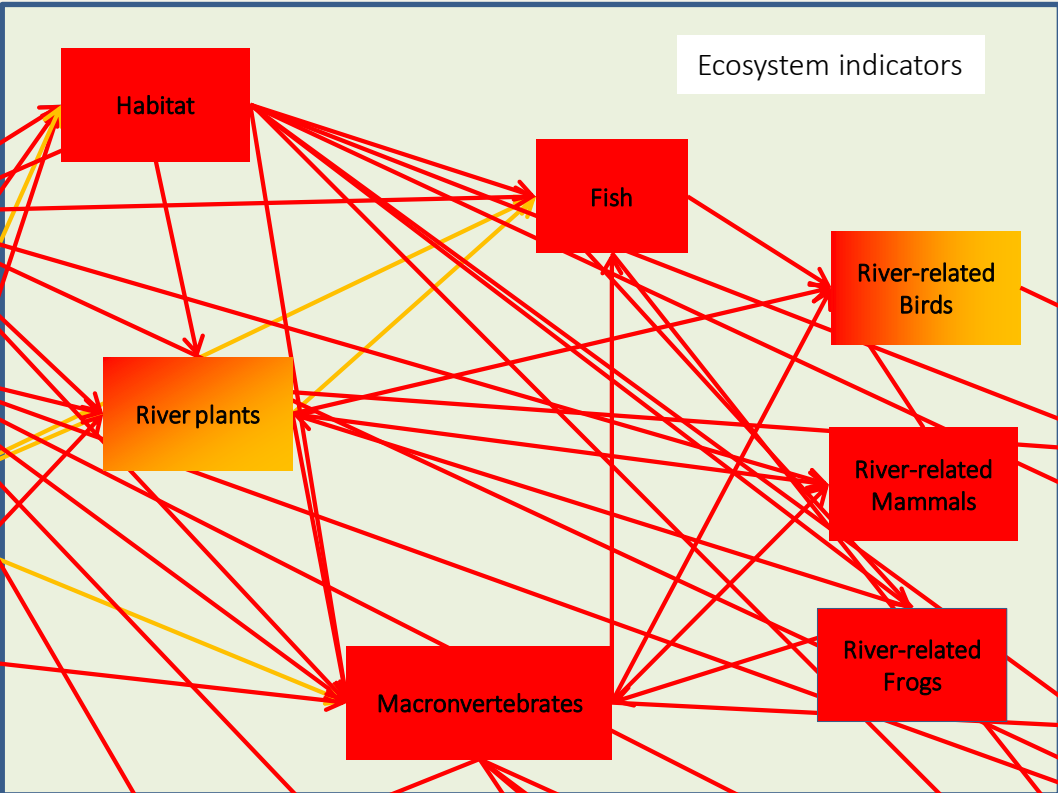 Ecosystem indicators
Habitat
Fish
River-related
Birds
River plants
River-related
Mammals
River-related
Frogs
Macronvertebrates